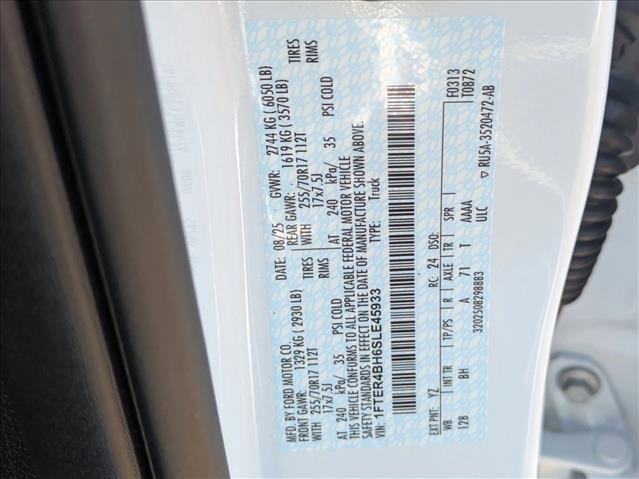 MFD. BY FORD MOTOR CO.
DATE: 08/25 GVWR: 2744 KG ( 6050 LB)
FRONT GAWR: 1329 KG ( 2930 LB) REAR GAWR: 1619 KG ( 3570 LB)
255/70R17 112T TIRES WITH 255/70R17 112T TIRES
17x7.5J RIMS 17x7.5J RIMS
AT 240 kPa/ 35 PSI COLD AT 240 kPa/ 35 PSI COLD
THIS VEHICLE CONFORMS TO ALL APPLICABLE FEDERAL MOTOR VEHICLE
SAFETY STANDARDS IN EFFECT ON THE DATE OF MANUFACTURE SHOWN ABOVE.
VIN: 1FTER4BH6SLE45933 TYPE: Truck
F0313
T0872
EXT PNT: YZ RC: 24 DSO:
WB INT TR TP/PS R AXLE TR SPR
128 BH A 71 T AAAA
ULC
3202508298883
▽ RU5A-3520472-AB